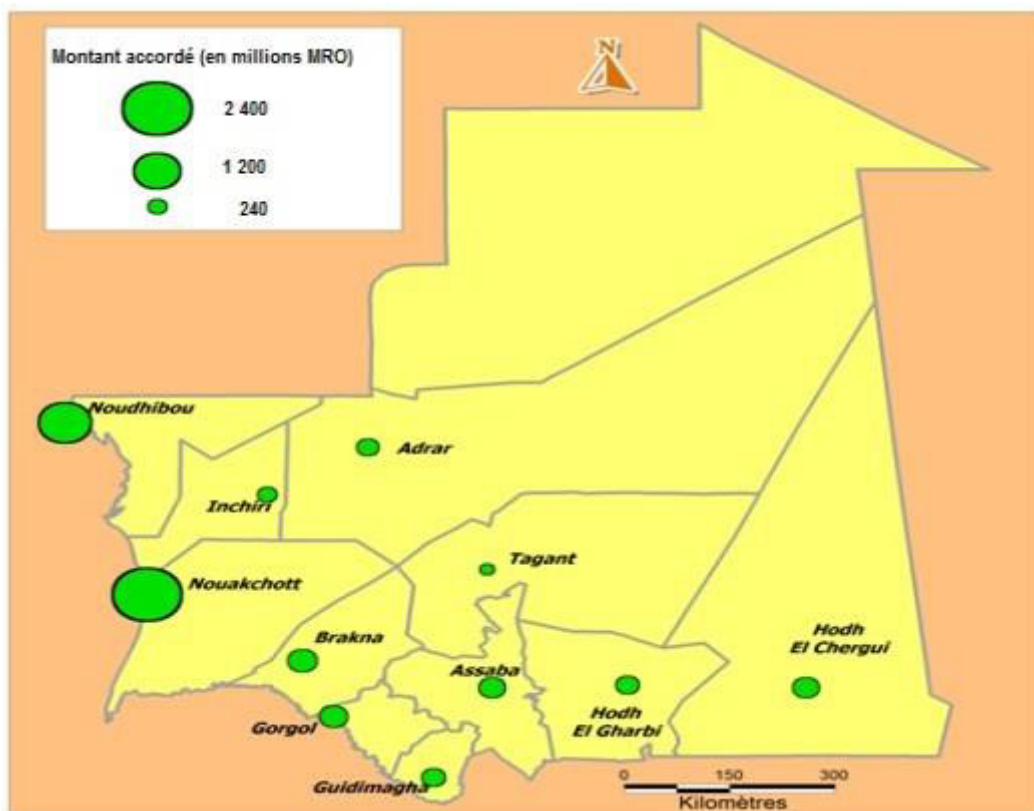 Montant accordé (en millions MRO)
2 400
1 200
240
N
Noudhibou
Adrar
Inchiri
Tagant
Nouakchott
Brakna
Hodh
El Chergui
Assaba
Gorgol
Hodh
El Gharbi
Guidimagha
0 150 300
Kilomètres